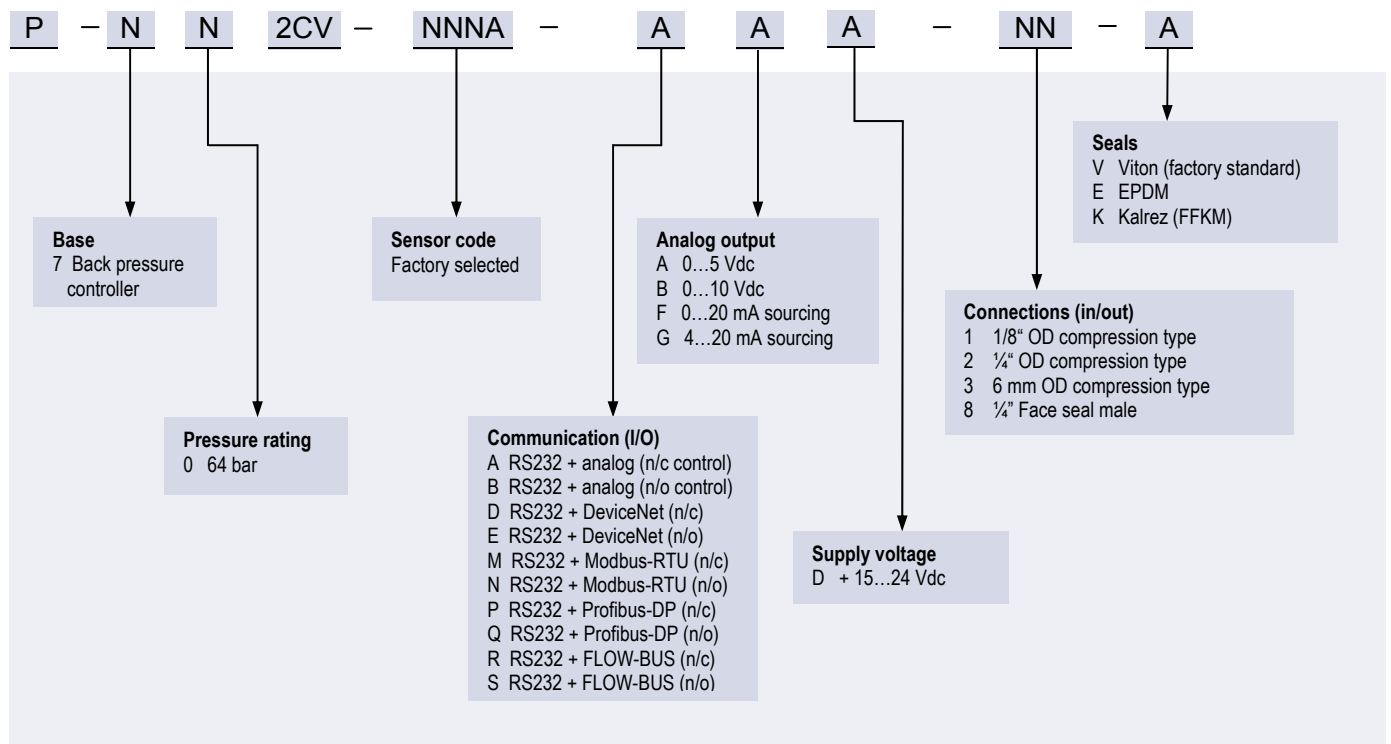 P – N N 2CV – NNNA – A A A – NN – A
Base
7 Back pressure
controller
Pressure rating
0 64 bar
Sensor code
Factory selected
Communication (I/O)
A RS232 + analog (n/c control)
B RS232 + analog (n/o control)
D RS232 + DeviceNet (n/c)
E RS232 + DeviceNet (n/o)
M RS232 + Modbus-RTU (n/c)
N RS232 + Modbus-RTU (n/o)
P RS232 + Profibus-DP (n/c)
Q RS232 + Profibus-DP (n/o)
R RS232 + FLOW-BUS (n/c)
S RS232 + FLOW-BUS (n/o)
Analog output
A 0…5 Vdc
B 0…10 Vdc
F 0…20 mA sourcing
G 4…20 mA sourcing
Supply voltage
D + 15…24 Vdc
Connections (in/out)
1 1/8“ OD compression type
2 ¼“ OD compression type
3 6 mm OD compression type
8 ¼” Face seal male
Seals
V Viton (factory standard)
E EPDM
K Kalrez (FFKM)